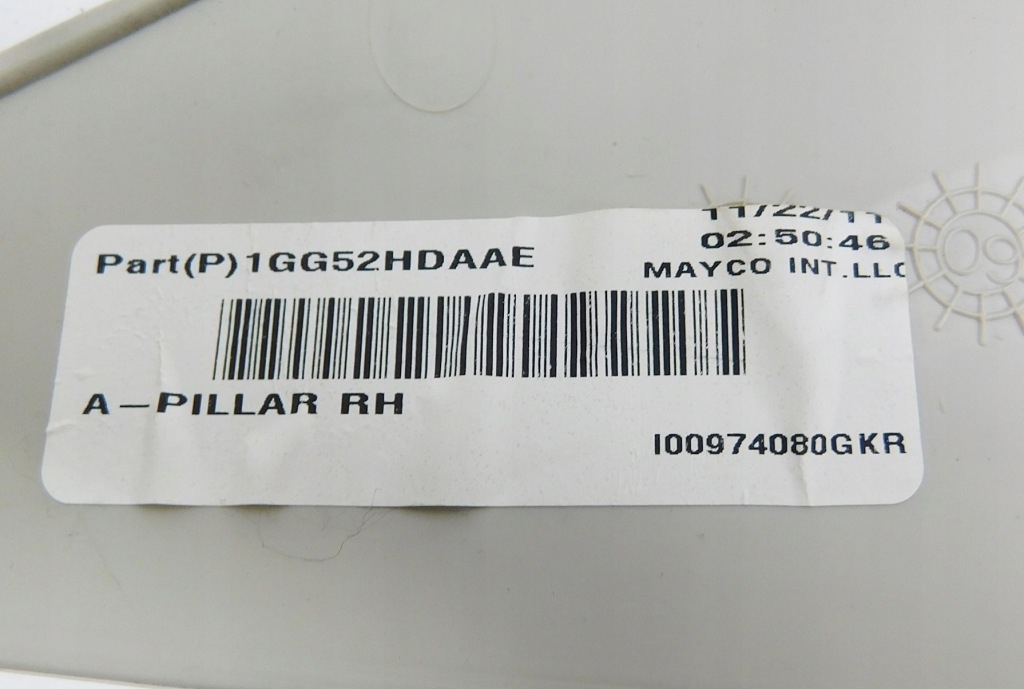 11/22/11
02:50:46
Part(P)1GG52HDAAE
MAYCO INT.LLC
A-PILLAR RH
I00974080GKR
09